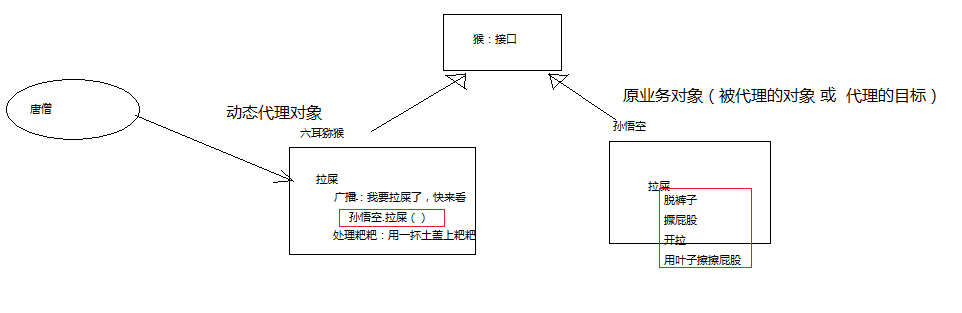 猴：接口
唐僧
动态代理对象
六耳猕猴
拉屎
广播：我要拉屎了，快来看
孙悟空.拉屎（）
处理粑粑：用一抔土盖上粑粑
原业务对象（被代理的对象 或 代理的目标）
孙悟空
拉屎
脱裤子
撅屁股
开拉
用叶子擦擦屁股